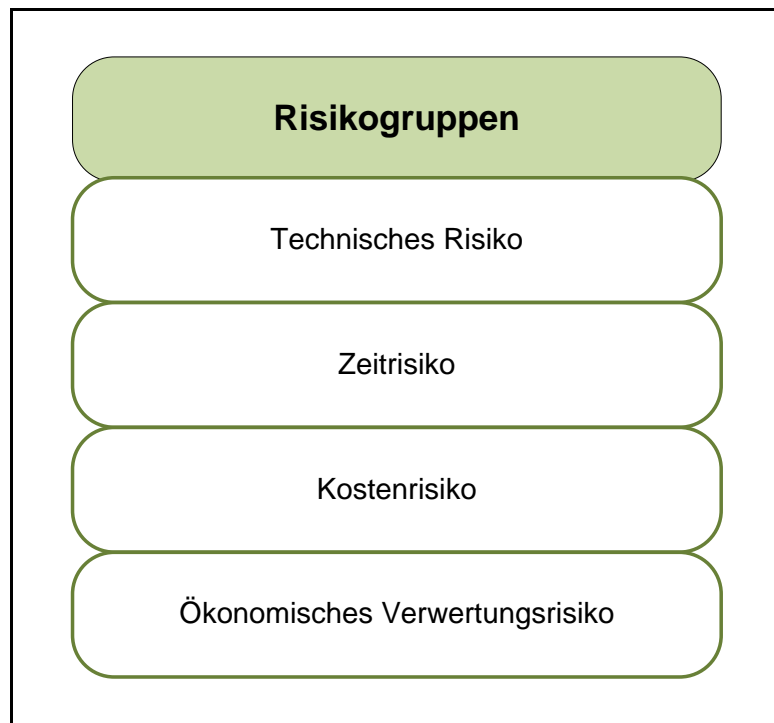 Risikogruppen
Technisches Risiko
Zeitrisiko
Kostenrisiko
Ökonomisches Verwertungsrisiko